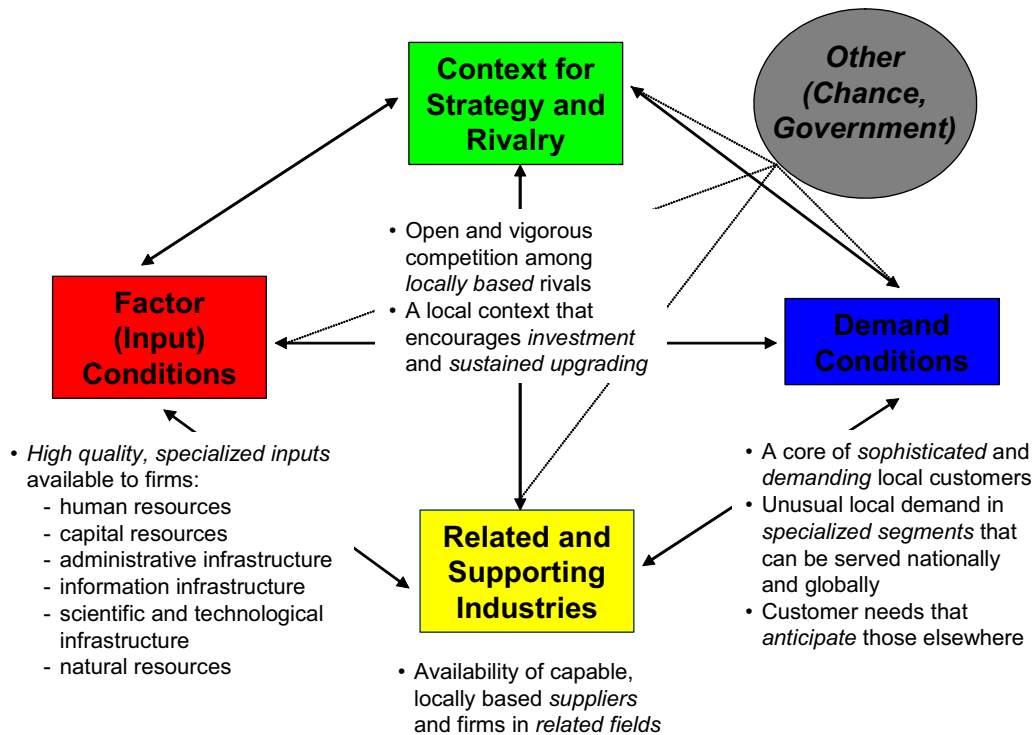 Context for
Strategy and
Rivalry
Other
(Chance,
Government)
• Open and vigorous
competition among
locally based rivals
• A local context that
encourages investment
and sustained upgrading
Factor
(Input)
Conditions
Demand
Conditions
• High quality, specialized inputs
available to firms:
- human resources
- capital resources
- administrative infrastructure
- information infrastructure
- scientific and technological
infrastructure
- natural resources
• A core of sophisticated and
demanding local customers
• Unusual local demand in
specialized segments that
can be served nationally
and globally
• Customer needs that
anticipate those elsewhere
Related and
Supporting
Industries
• Availability of capable,
locally based suppliers
and firms in related fields